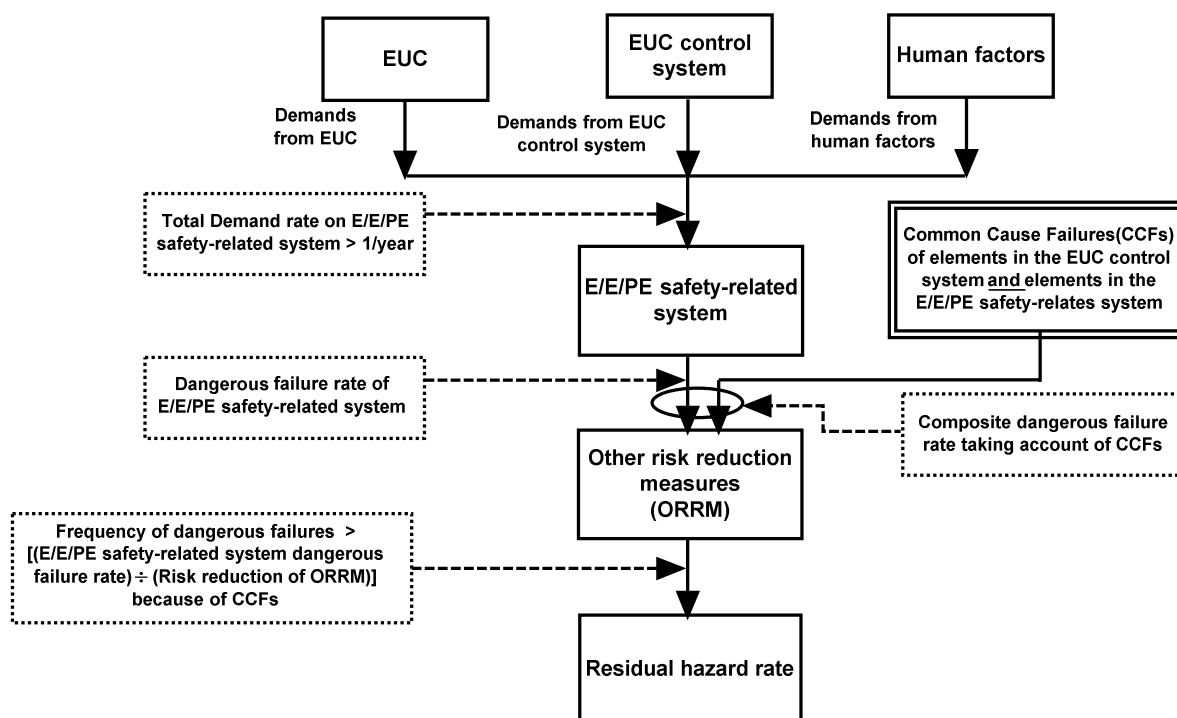 EUC
EUC control
system
Human factors
Demands
from EUC
Demands from EUC
control system
Demands from
human factors
Total Demand rate on E/E/PE
safety-related system > 1/year
Common Cause Failures(CCFs)
of elements in the EUC control
system and elements in the
E/E/PE safety-relates system
E/E/PE safety-related
system
Dangerous failure rate of
E/E/PE safety-related system
Composite dangerous failure
rate taking account of CCFs
Other risk reduction
measures
(ORRM)
Frequency of dangerous failures >
[(E/E/PE safety-related system dangerous
failure rate) ÷ (Risk reduction of ORRM)]
because of CCFs
Residual hazard rate